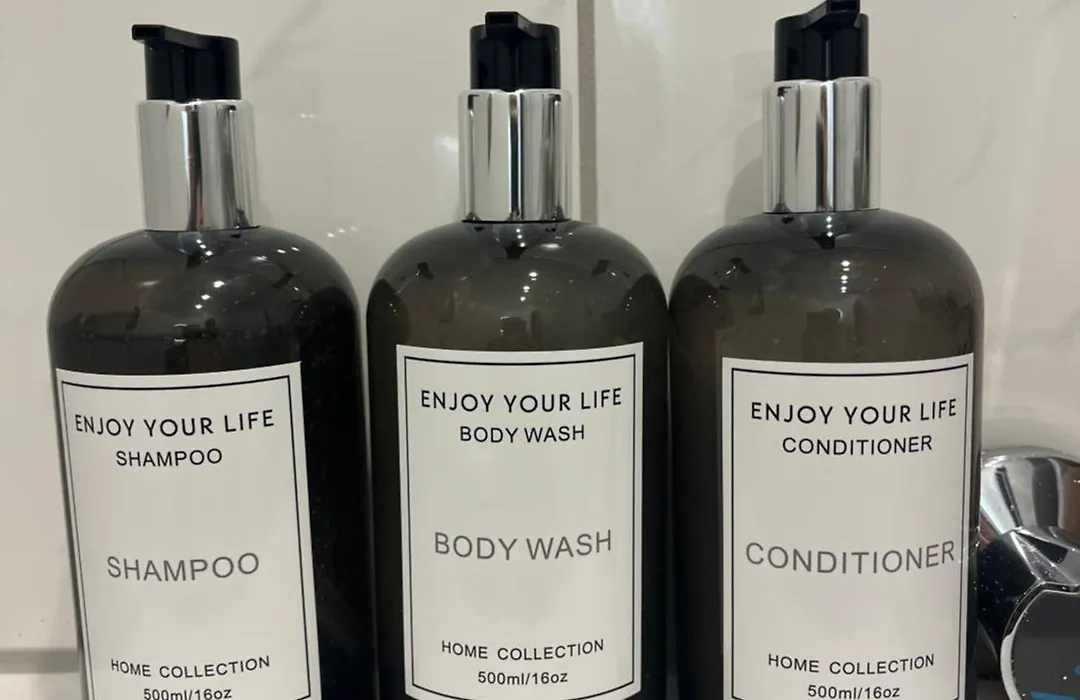 ENJOY YOUR LIFE
SHAMPOO
SHAMPOO
HOME COLLECTION
500ml/16oz
ENJOY YOUR LIFE
BODY WASH
BODY WASH
HOME COLLECTION
500ml/16oz
ENJOY YOUR LIFE
CONDITIONER
CONDITIONER
HOME COLLECTION
500ml/16oz